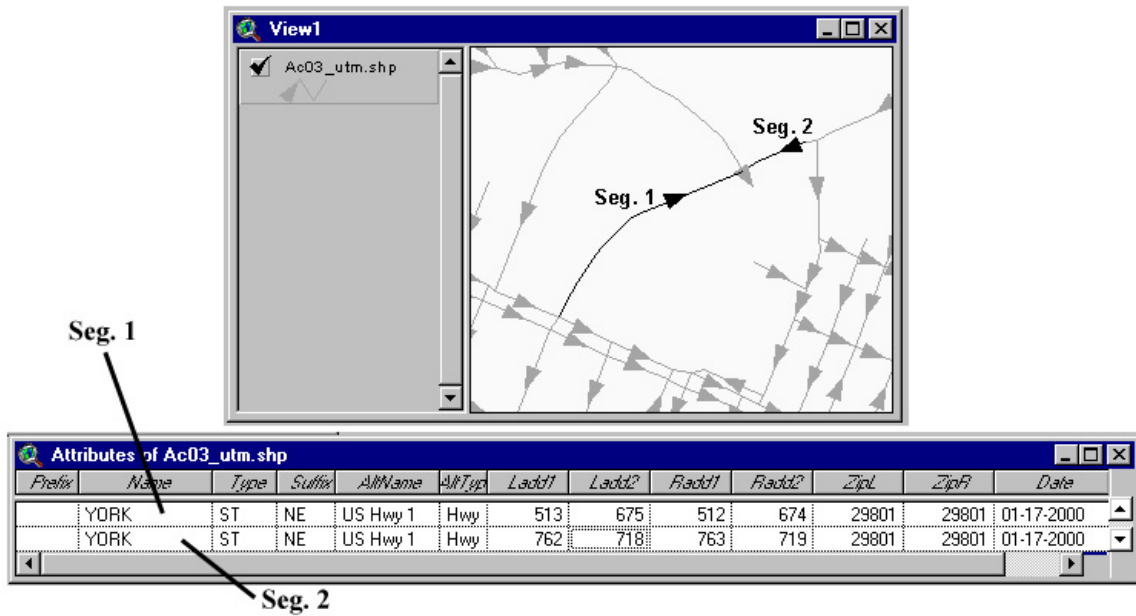 View1
Ac03_utm.shp
Seg. 2
Seg. 1
Seg. 1
Attributes of Ac03_utm.shp
Prefix Name Type Suffix AltName AltTyp Ladd1 Ladd2 Radd1 Radd2 ZipL ZipR Date
YORK ST NE US Hwy 1 Hwy 513 675 512 674 29801 29801 01-17-2000
YORK ST NE US Hwy 1 Hwy 762 718 763 719 29801 29801 01-17-2000
Seg. 2